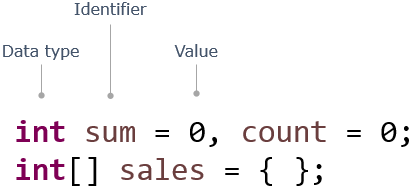 Identifier
Data type Value
int sum = 0, count = 0;
int[] sales = { };